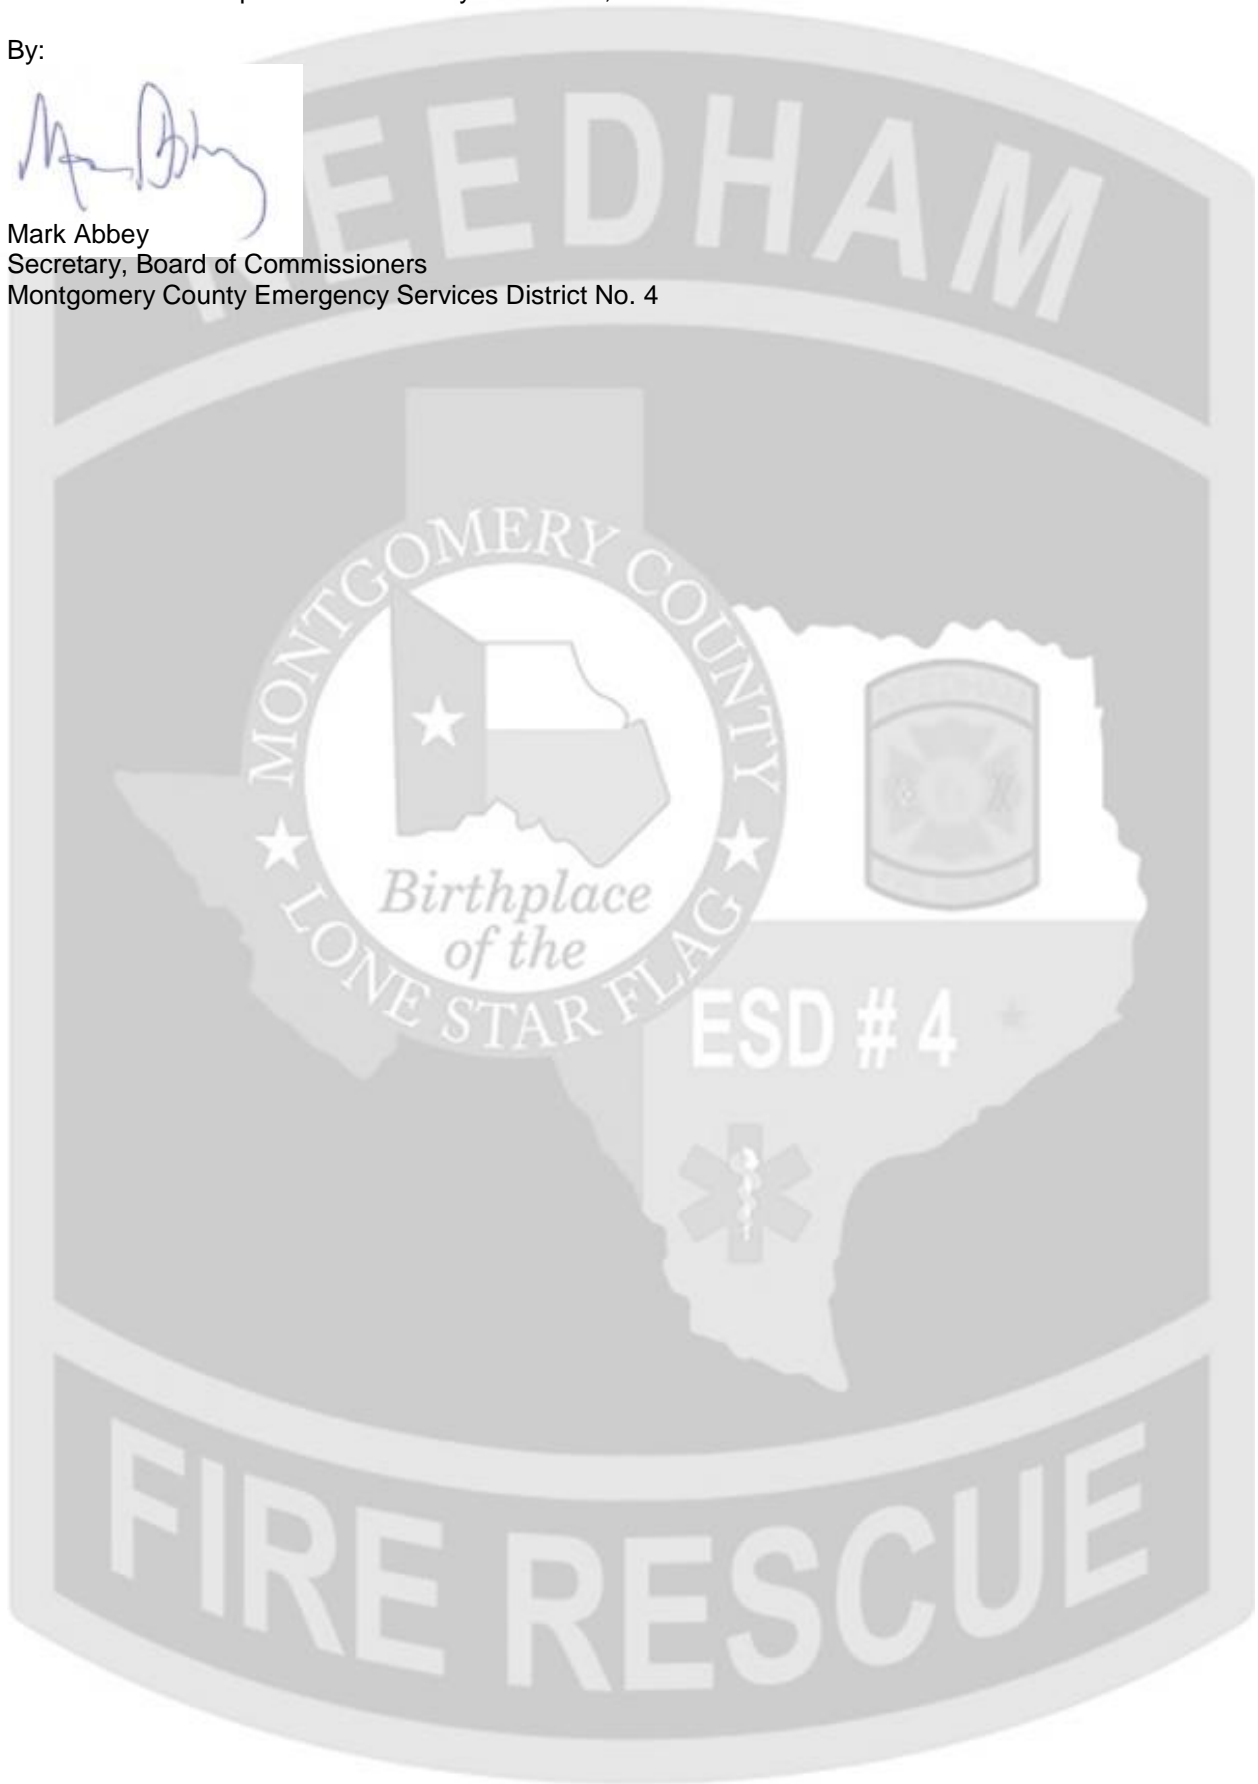 By:
Mark Abbey
Secretary, Board of Commissioners
Montgomery County Emergency Services District No. 4
NEEDHAM
MONTGOMERY COUNTY
Birthplace
of the
LONE STAR FLAG
ESD # 4
FIRE RESCUE